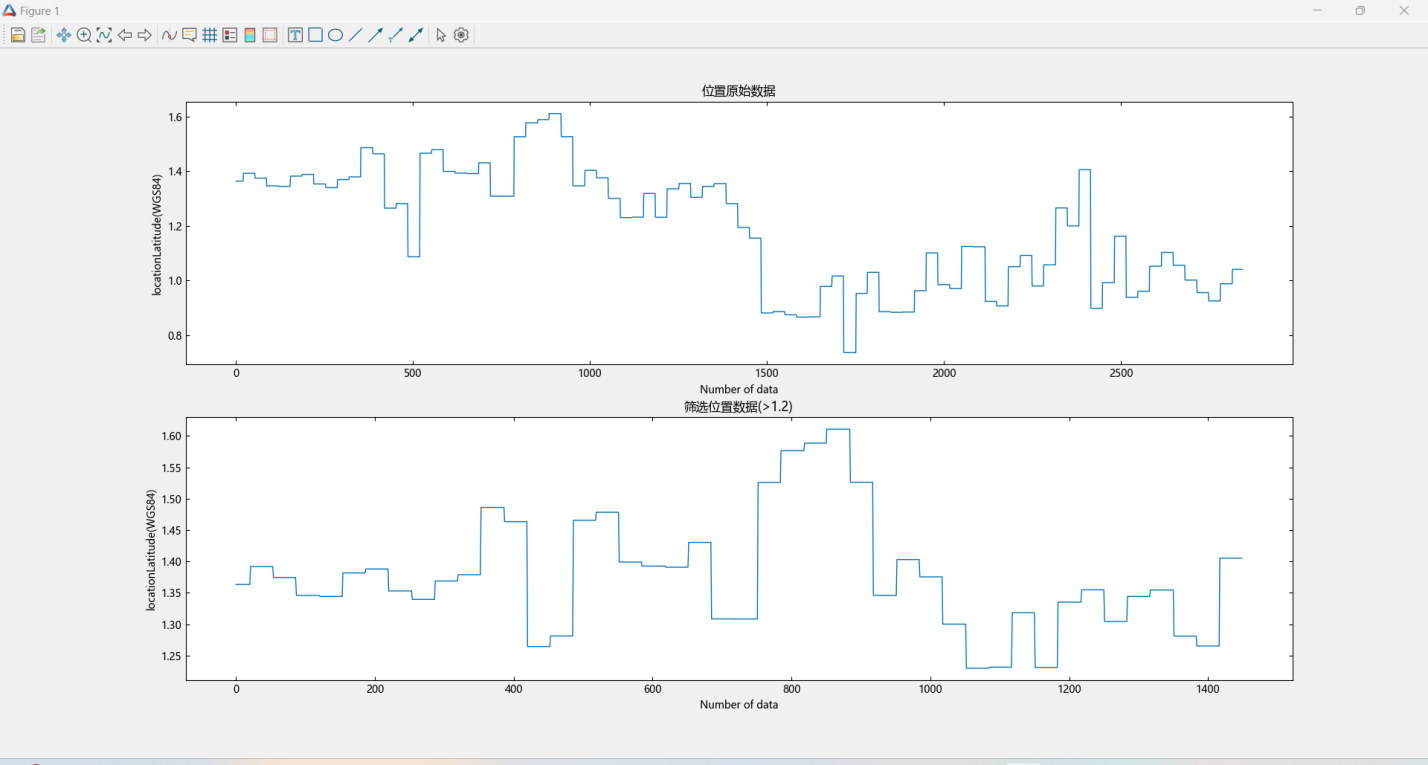 Figure 1
位置原始数据
locationLatitude(WGS84)
1.6
1.4
1.2
1.0
0.8
0 500 1000 1500 2000 2500
Number of data
筛选位置数据(>1.2)
locationLatitude(WGS84)
1.60
1.55
1.50
1.45
1.40
1.35
1.30
1.25
0 200 400 600 800 1000 1200 1400
Number of data